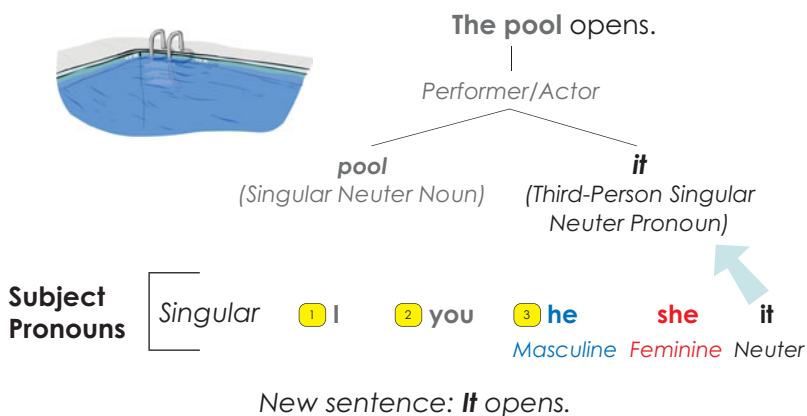 The pool opens.
Performer/Actor
pool
(Singular Neuter Noun)
it
(Third-Person Singular
Neuter Pronoun)
Subject
Pronouns
Singular 1 I 2 you 3 he she it
Masculine Feminine Neuter
New sentence: It opens.